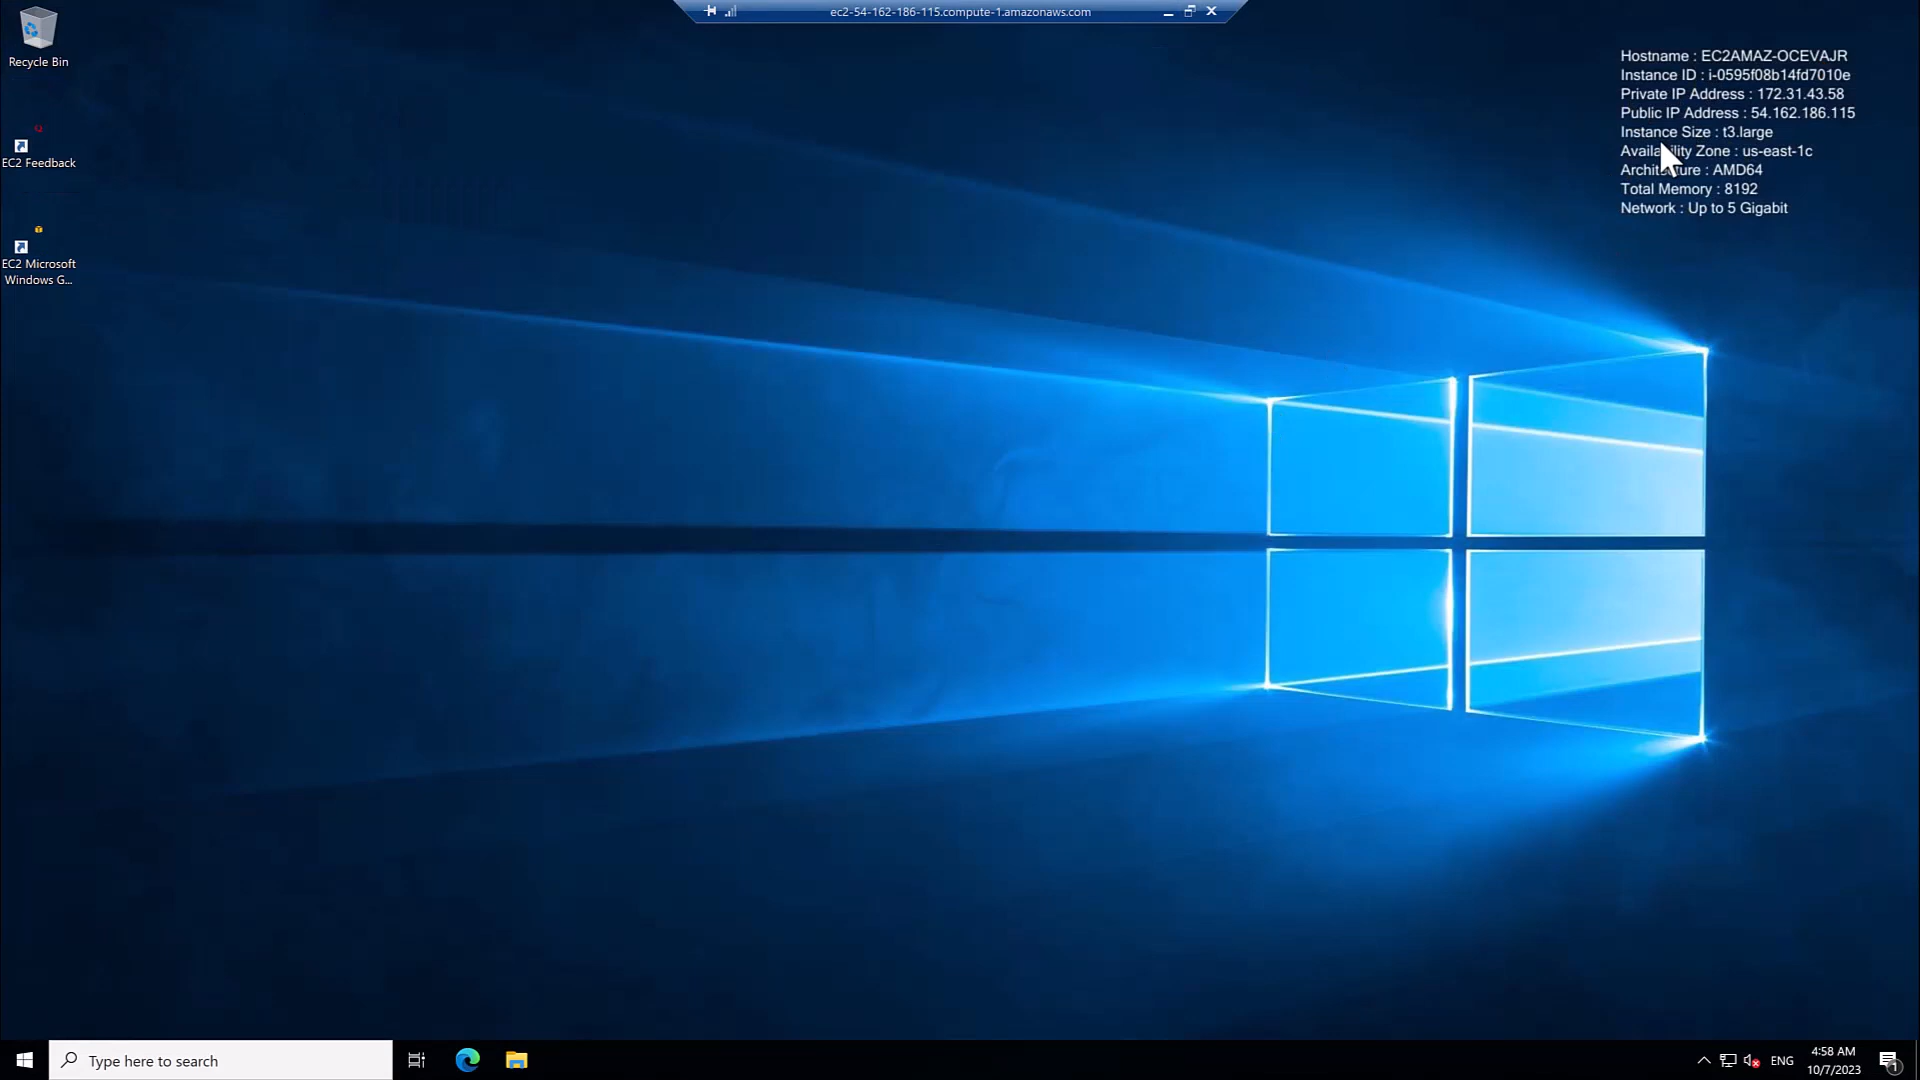 ec2-54-162-186-115.compute-1.amazonaws.com
Recycle Bin
EC2 Feedback
EC2 Microsoft
Windows G...
Hostname : EC2AMAZ-OCEVAJR
Instance ID : i-0595f08b14fd7010e
Private IP Address : 172.31.43.58
Public IP Address : 54.162.186.115
Instance Size : t3.large
Availability Zone : us-east-1c
Architecture : AMD64
Total Memory : 8192
Network : Up to 5 Gigabit
Type here to search
ENG
4:58 AM
10/7/2023
1